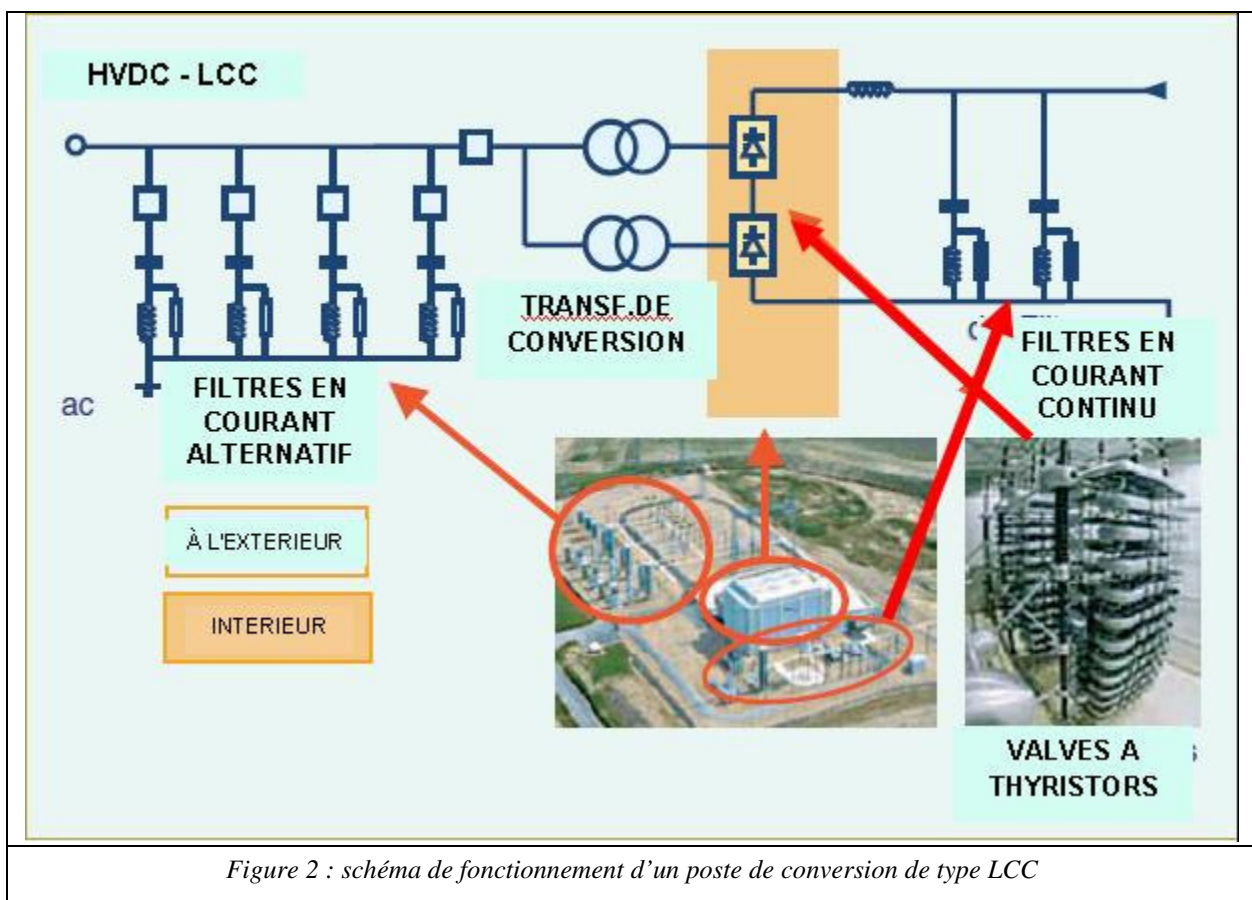 HVDC - LCC
TRANSF.DE
CONVERSION
ac
FILTRES EN
COURANT
ALTERNATIF
FILTRES EN
COURANT
CONTINU
À L'EXTERIEUR
INTERIEUR
VALVES A
THYRISTORS
s
Figure 2 : schéma de fonctionnement d'un poste de conversion de type LCC